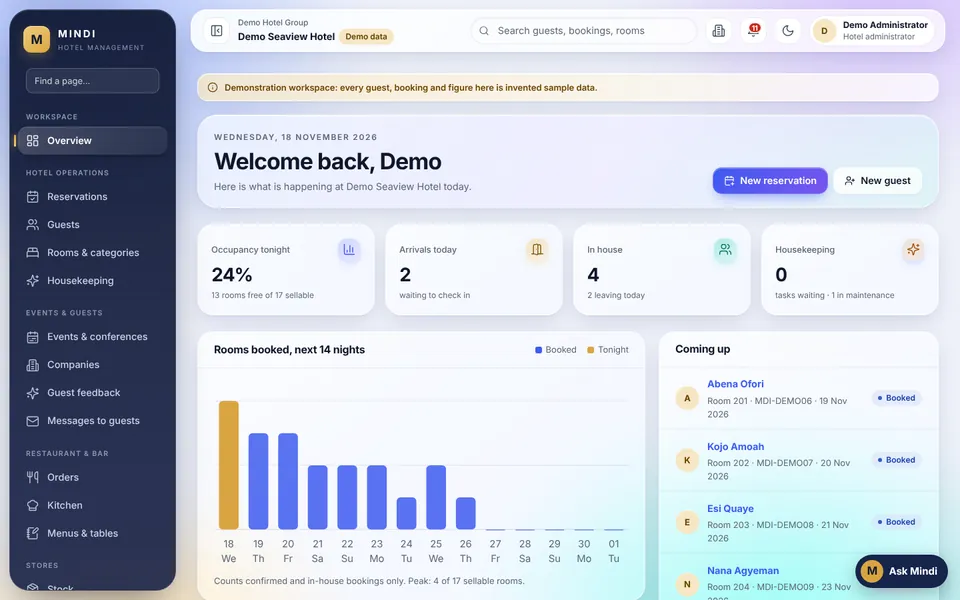 M
MINDI
HOTEL MANAGEMENT
Find a page...
WORKSPACE
Overview
HOTEL OPERATIONS
Reservations
Guests
Rooms & categories
Housekeeping
EVENTS & GUESTS
Events & conferences
Companies
Guest feedback
Messages to guests
RESTAURANT & BAR
Orders
Kitchen
Menus & tables
STORES
Stock
Demo Hotel Group
Demo Seaview Hotel
Demo data
Search guests, bookings, rooms
11
D
Demo Administrator
Hotel administrator
Demonstration workspace: every guest, booking and figure here is invented sample data.
WEDNESDAY, 18 NOVEMBER 2026
Welcome back, Demo
Here is what is happening at Demo Seaview Hotel today.
New reservation
New guest
Occupancy tonight
24%
13 rooms free of 17 sellable
Arrivals today
2
waiting to check in
In house
4
2 leaving today
Housekeeping
0
tasks waiting · 1 in maintenance
Rooms booked, next 14 nights
Booked
Tonight
18 19 20 21 22 23 24 25 26 27 28 29 30 01
We Th Fr Sa Su Mo Tu We Th Fr Sa Su Mo Tu
Counts confirmed and in-house bookings only. Peak: 4 of 17 sellable rooms.
Coming up
A
Abena Ofori
Room 201 · MDI-DEMO06 · 19 Nov
2026
Booked
K
Kojo Amoah
Room 202 · MDI-DEMO07 · 20 Nov
2026
Booked
E
Esi Quaye
Room 203 · MDI-DEMO08 · 21 Nov
2026
Booked
N
Nana Agyeman
Room 204 · MDI-DEMO09 · 23 Nov
2026
M
Ask Mindi